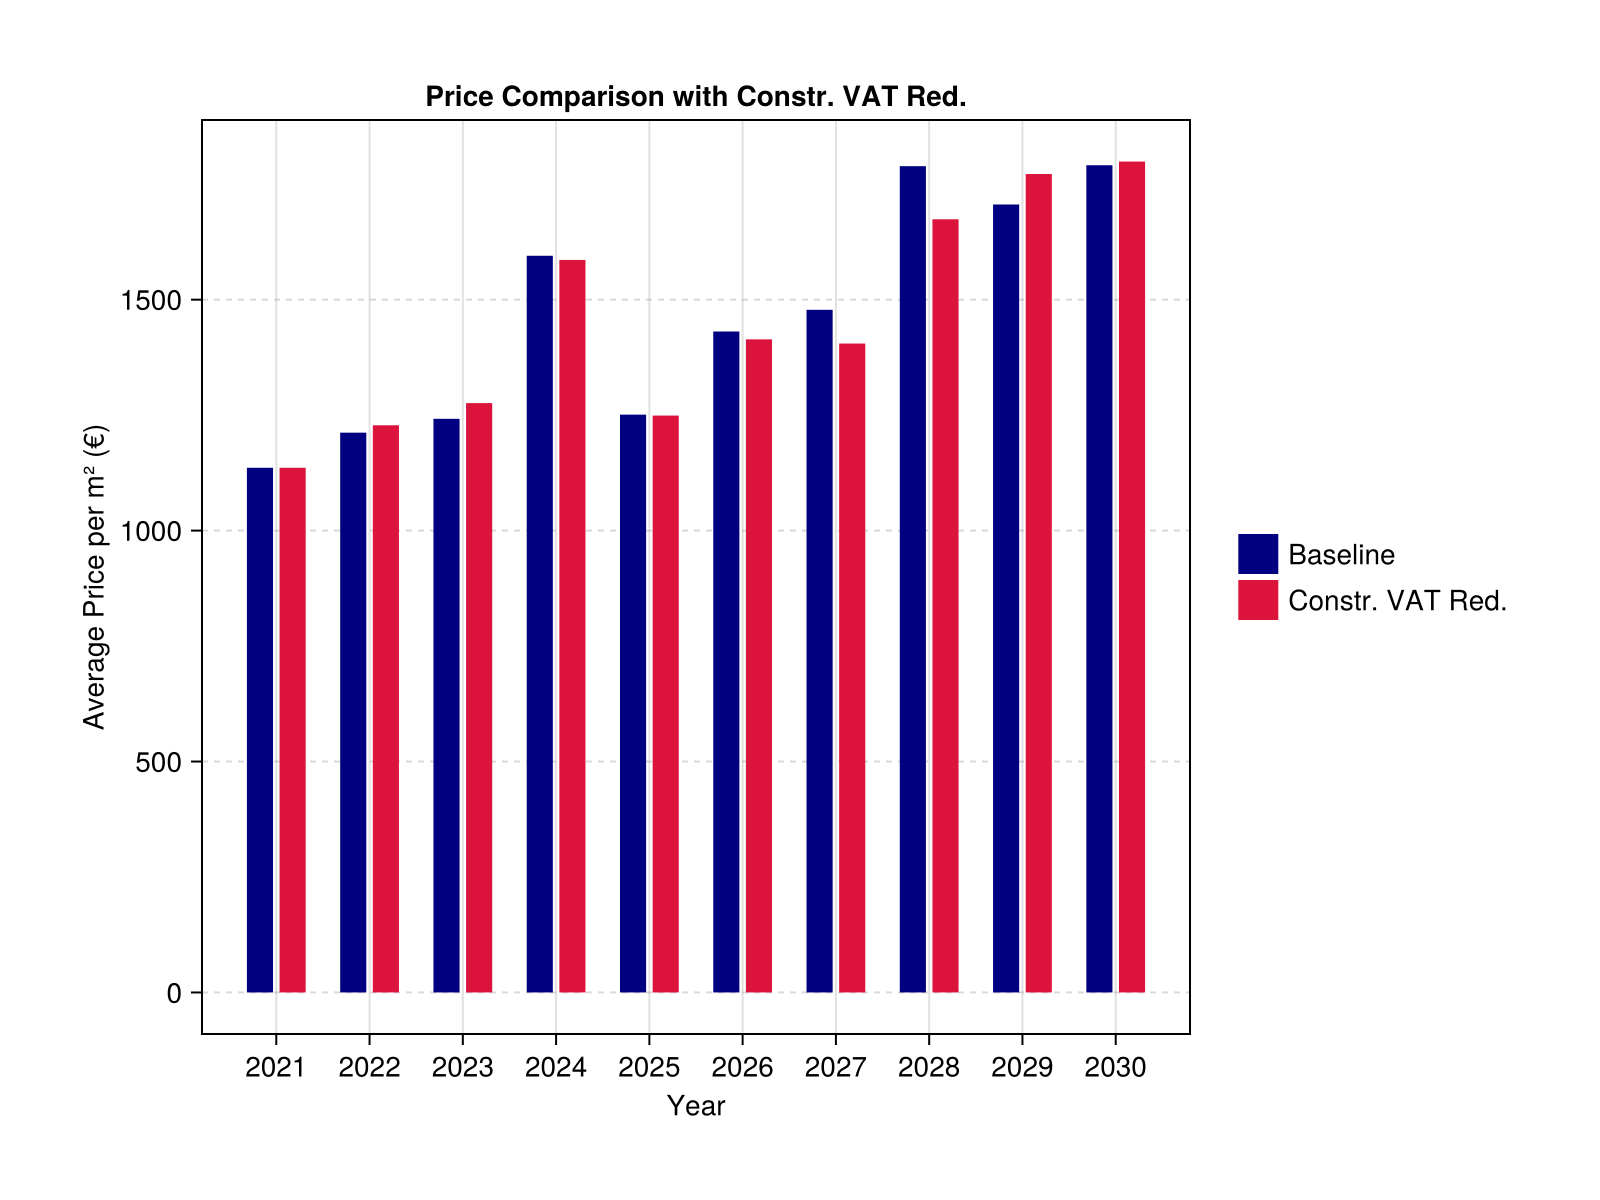 Price Comparison with Constr. VAT Red.
Average Price per m² (€)
1500
1000
500
0
2021 2022 2023 2024 2025 2026 2027 2028 2029 2030
Year
Baseline
Constr. VAT Red.